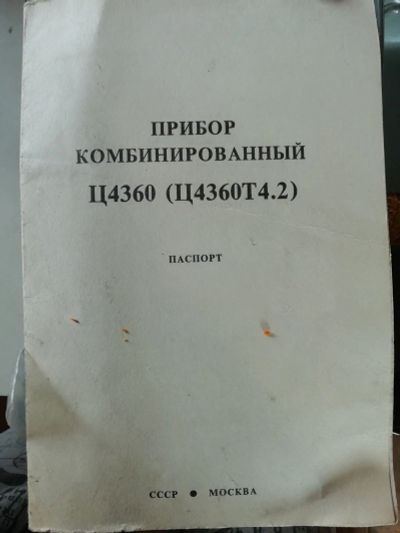 ПРИБОР
КОМБИНИРОВАННЫЙ
Ц4360 (Ц4360Т4.2)
ПАСПОРТ
СССР ● МОСКВА